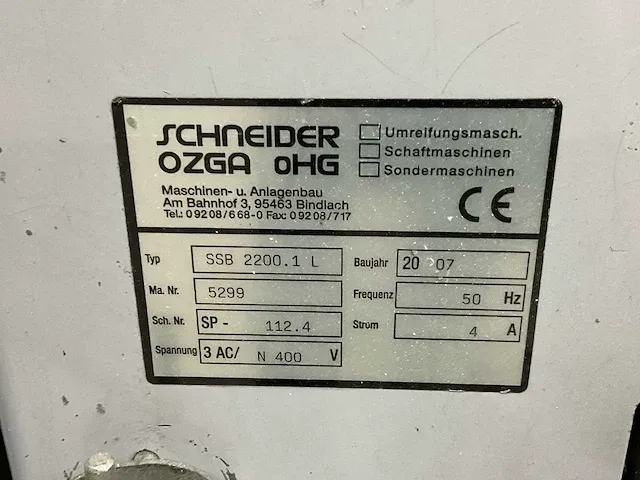 SCHNEIDER
OZGA OHG
Maschinen- u. Anlagenbau
Am Bahnhof 3, 95463 Bindlach
Tel.: 09208/668-0 Fax: 09208/717
Umreifungsmasch.
Schaftmaschinen
Sondermaschinen
CE
Typ SSB 2200.1 L
Baujahr 20 07
Ma. Nr. 5299
Frequenz 50 Hz
Sch. Nr. SP - 112.4
Strom 4 A
Spannung 3 AC/ N 400 V